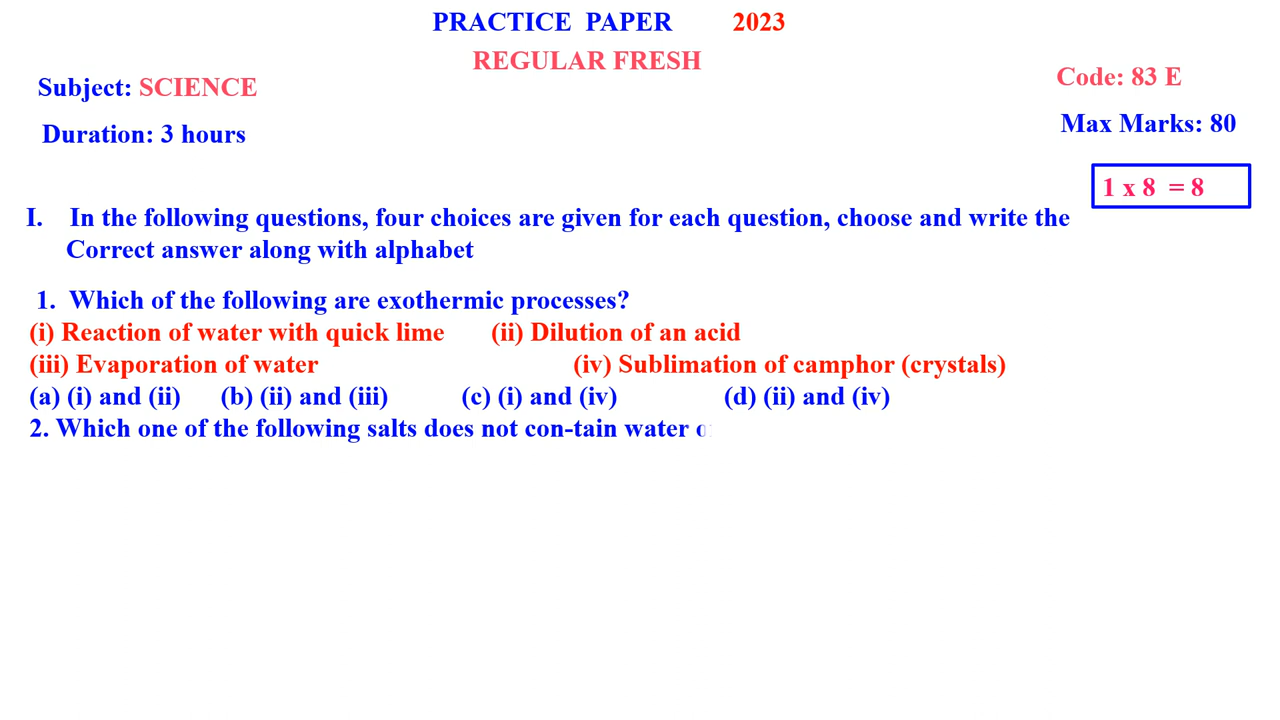 PRACTICE PAPER 2023
REGULAR FRESH
Subject: SCIENCE
Code: 83 E
Duration: 3 hours
Max Marks: 80
1 x 8 = 8
I. In the following questions, four choices are given for each question, choose and write the
Correct answer along with alphabet
1. Which of the following are exothermic processes?
(i) Reaction of water with quick lime (ii) Dilution of an acid
(iii) Evaporation of water (iv) Sublimation of camphor (crystals)
(a) (i) and (ii) (b) (ii) and (iii) (c) (i) and (iv) (d) (ii) and (iv)
2. Which one of the following salts does not con-tain water